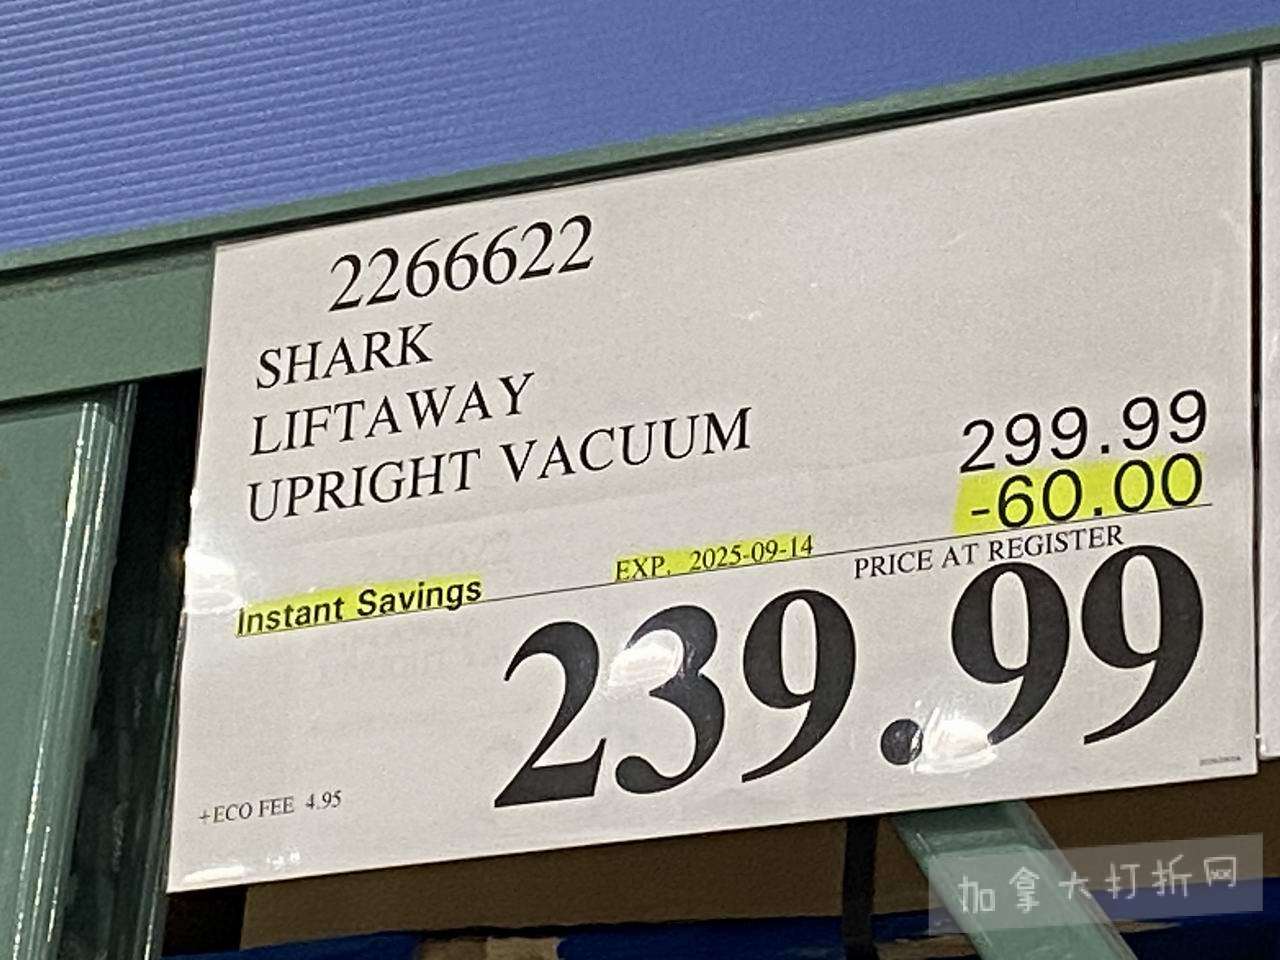 2266622
SHARK
LIFTAWAY
UPRIGHT VACUUM
299.99
-60.00
Instant Savings
EXP. 2025-09-14
PRICE AT REGISTER
239.99
+ECO FEE 4.95
加拿大打折网